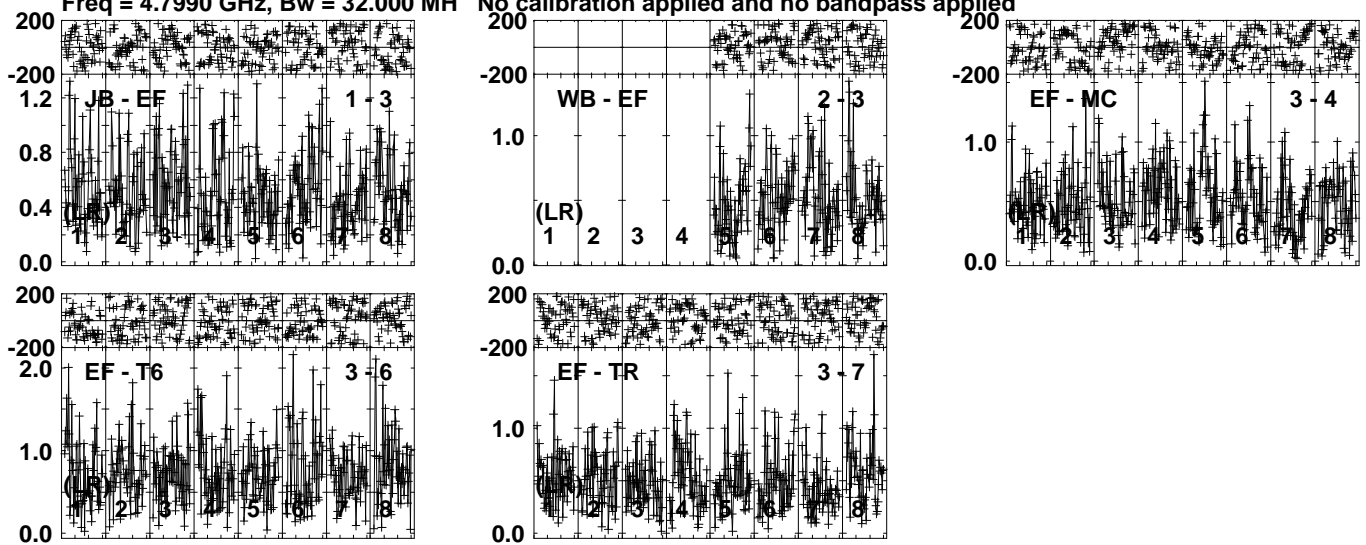 Freq = 4.7990 GHz, Bw = 32.000 MH No calibration applied and no bandpass applied
200
-200
JB - EF 1 - 3
1.2
0.8
0.4
0.0
(LR)
1 2 3 4 5 6 7 8
200
-200
WB - EF 2 - 3
1.0
0.0
(LR)
1 2 3 4 5 6 7 8
200
-200
EF - MC 3 - 4
1.0
0.0
(LR)
1 2 3 4 5 6 7 8
200
-200
EF - T6 3 - 6
2.0
1.0
0.0
(LR)
1 2 3 4 5 6 7 8
200
-200
EF - TR 3 - 7
1.0
0.0
(LR)
1 2 3 4 5 6 7 8